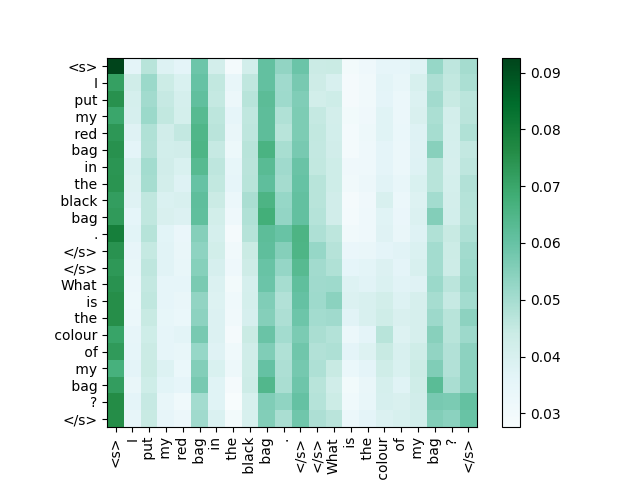 <s>
I
put
my
red
bag
in
the
black
bag
.
</s>
</s>
What
is
the
colour
of
my
bag
?
</s>
<s>
I
put
my
red
bag
in
the
black
bag
.
</s>
</s>
What
is
the
colour
of
my
bag
?
</s>
0.09
0.08
0.07
0.06
0.05
0.04
0.03